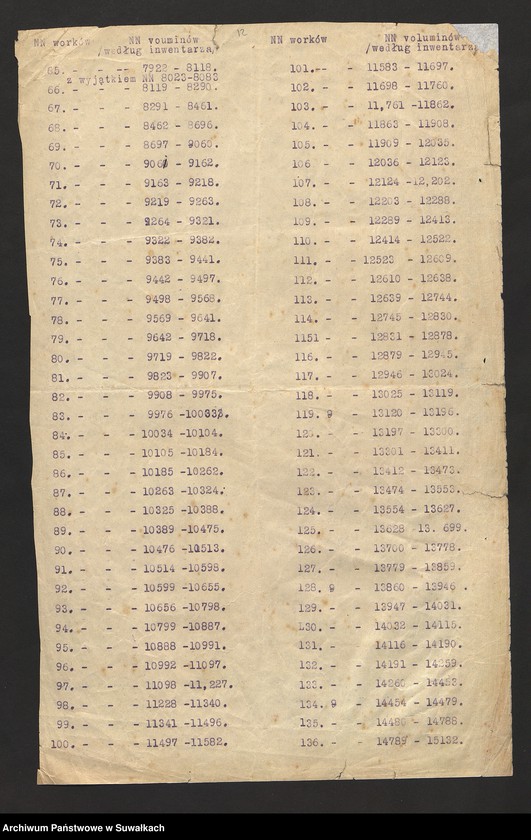 12
NN worków NN vouminów
/według inwentarza/
65. - - - 7922 - 8118.
z wyjątkiem NN 8023-8083
66. - - - 8119 - 8290.
67. - - - 8291 - 8461.
68. - - - 8462 - 8696.
69. - - - 8697 - 9060.
70. - - - 9061 - 9162.
71. - - - 9163 - 9218.
72. - - - 9219 - 9263.
73. - - - 9264 - 9321.
74. - - - 9322 - 9382.
75. - - - 9383 - 9441.
76. - - - 9442 - 9497.
77. - - - 9498 - 9568.
78. - - - 9569 - 9641.
79. - - - 9642 - 9718.
80. - - - 9719 - 9822.
81. - - - 9823 - 9907.
82. - - - 9908 - 9975.
83. - - - 9976 -10033.
84. - - - 10034 -10104.
85. - - - 10105 -10184.
86. - - - 10185 -10262.
87. - - - 10263 -10324.
88. - - - 10325 -10388.
89. - - - 10389 -10475.
90. - - - 10476 -10513.
91. - - - 10514 -10598.
92. - - - 10599 -10655.
93. - - - 10656 -10798.
94. - - - 10799 -10887.
95. - - - 10888 -10991.
96. - - - 10992 -11097.
97. - - - 11098 -11,227.
98. - - - 11228 -11340.
99. - - - 11341 -11496.
100. - - - 11497 -11582.
NN worków NN voluminów
/według inwentarz
101.-- - 11583 - 11697.
102. - - 11698 - 11760.
103. - - 11,761 -11862.
104. - - 11863 - 11908.
105. - - 11909 - 12035.
106 - - 12036 - 12123.
107. - - 12124 -12,202.
108. - - 12203 - 12288.
109. - - 12289 - 12413.
110. - - 12414 - 12522.
111. - - 12523 - 12609.
112. - - 12610 - 12638.
113. - - 12639 - 12744.
114. - - 12745 - 12830.
1151 - - 12831 - 12878.
116. - - 12879 - 12945.
117. - - 12946 - 13024.
118. - - 13025 - 13119.
119. 9 - 13120 - 13196.
120. - - 13197 - 13300.
121. - - 13301 - 13411.
122. - - 13412 - 13473.
123. - - 13474 - 13553.
124. - - 13554 - 13627.
125. - - 13628 13. 699.
126. - - 13700 - 13778.
127. - - 13779 - 13859.
128. 9 - 13860 - 13946 .
129. - - 13947 - 14031.
130. - - 14032 - 14115.
131. - - 14116 - 14190.
132. - - 14191 - 14259.
133. - - 14260 - 14453.
134. 9 - 14454 - 14479.
135. - - 14480 - 14788.
136. - - 14789 - 15132.
Archiwum Państwowe w Suwałkach